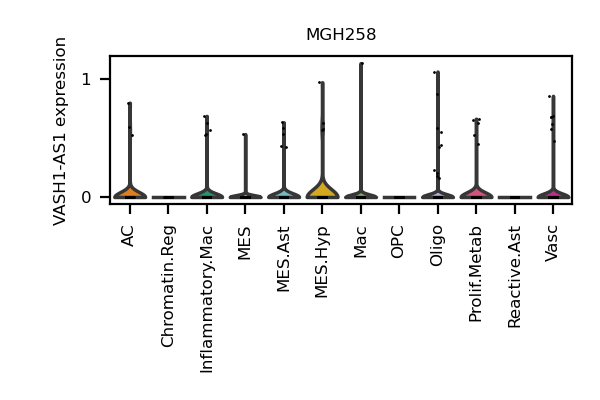 MGH258
VASH1-AS1 expression
1
0
AC
Chromatin.Reg
Inflammatory.Mac
MES
MES.Ast
MES.Hyp
Mac
OPC
Oligo
Prolif.Metab
Reactive.Ast
Vasc